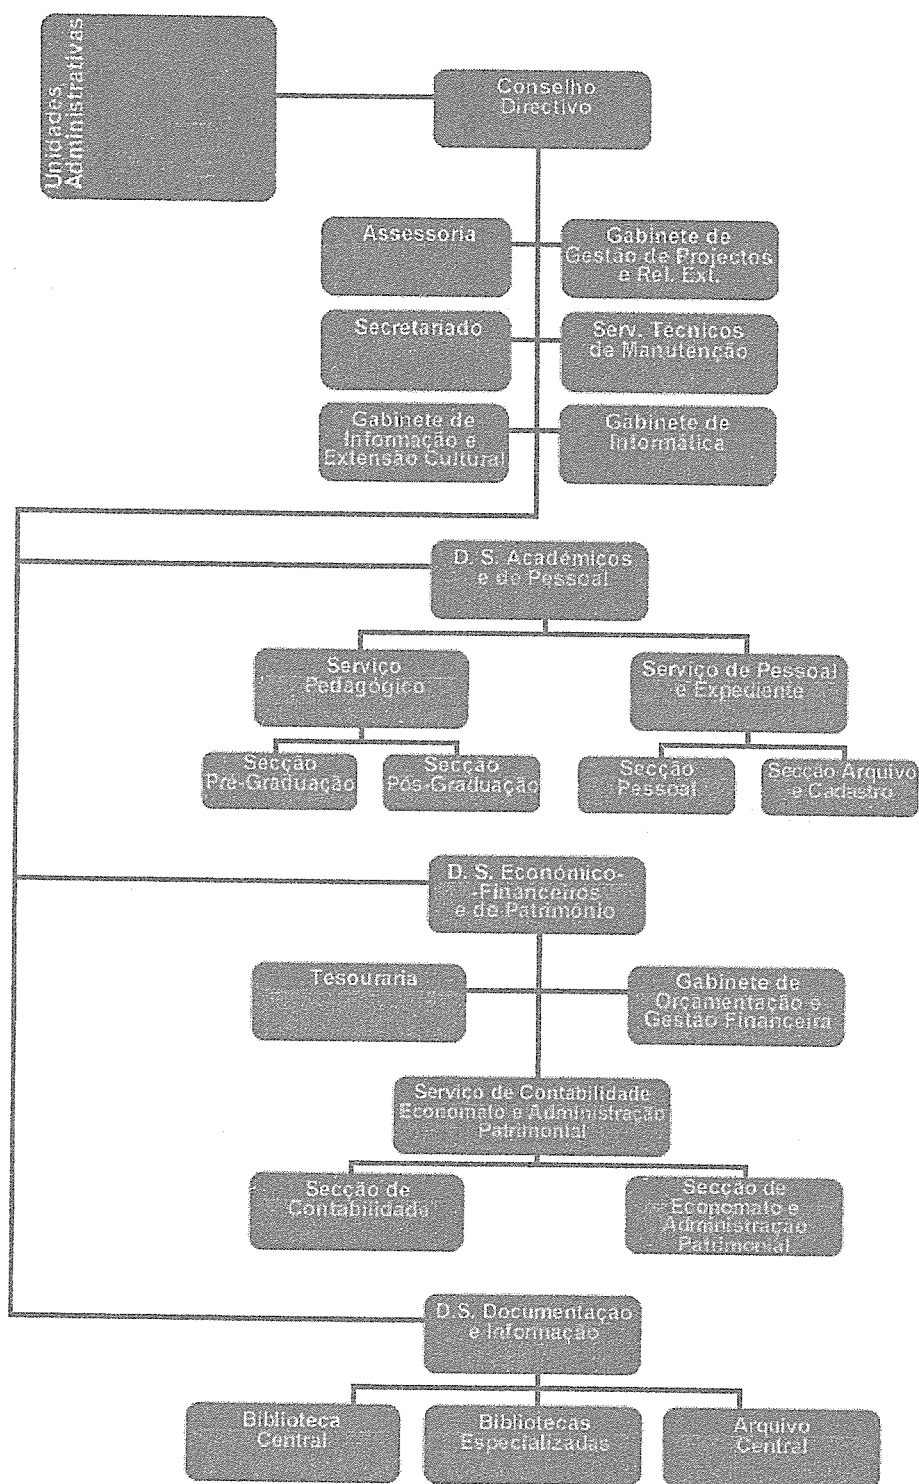 Unidades
Administrativas
Conselho
Directivo
Assessoria
Gabinete de
Gestão de Projectos
e Rel. Ext.
Secretariado
Serv. Técnicos
de Manutenção
Gabinete de
Informação e
Extensão Cultural
Gabinete de
Informática
D. S. Académicos
e de Pessoal
Serviço
Pedagógico
Serviço de Pessoal
e Expediente
Secção
Pré-Graduação
Secção
Pós-Graduação
Secção
Pessoal
Secção Arquivo
e Cadastro
D. S. Económico-
-Financeiros
e de Património
Tesouraria
Gabinete de
Orçamentação e
Gestão Financeira
Serviço de Contabilidade
Economato e Administração
Patrimonial
Secção de
Contabilidade
Secção de
Economato e
Administração
Patrimonial
D.S. Documentação
e Informação
Biblioteca
Central
Bibliotecas
Especializadas
Arquivo
Central